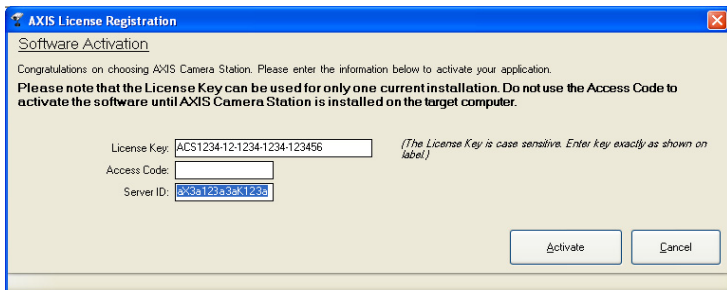 AXIS License Registration
Software Activation
Congratulations on choosing AXIS Camera Station. Please enter the information below to activate your application.
Please note that the License Key can be used for only one current installation. Do not use the Access Code to
activate the software until AXIS Camera Station is installed on the target computer.
License Key: ACS1234-12-1234-1234-123456 (The License Key is case sensitive. Enter key exactly as shown on
label.)
Access Code:
Server ID: aX3a123a3aK123a
Activate Cancel